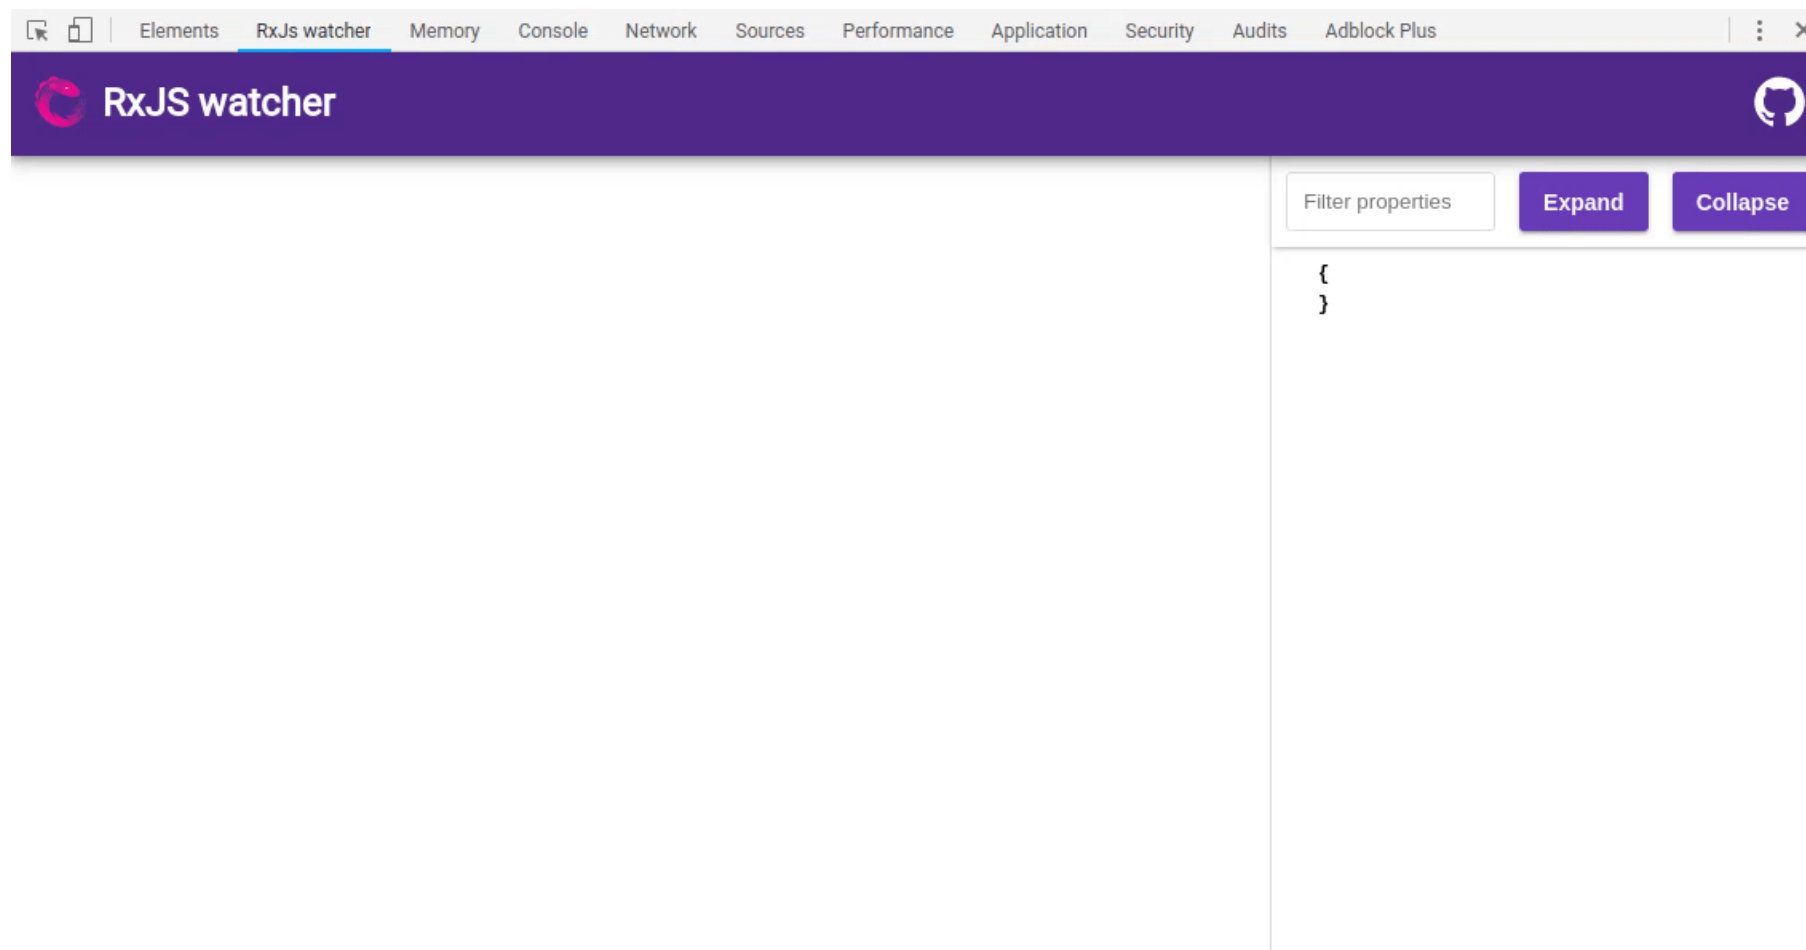 Elements RxJs watcher Memory Console Network Sources Performance Application Security Audits Adblock Plus
RxJS watcher
Filter properties Expand Collapse
{
}